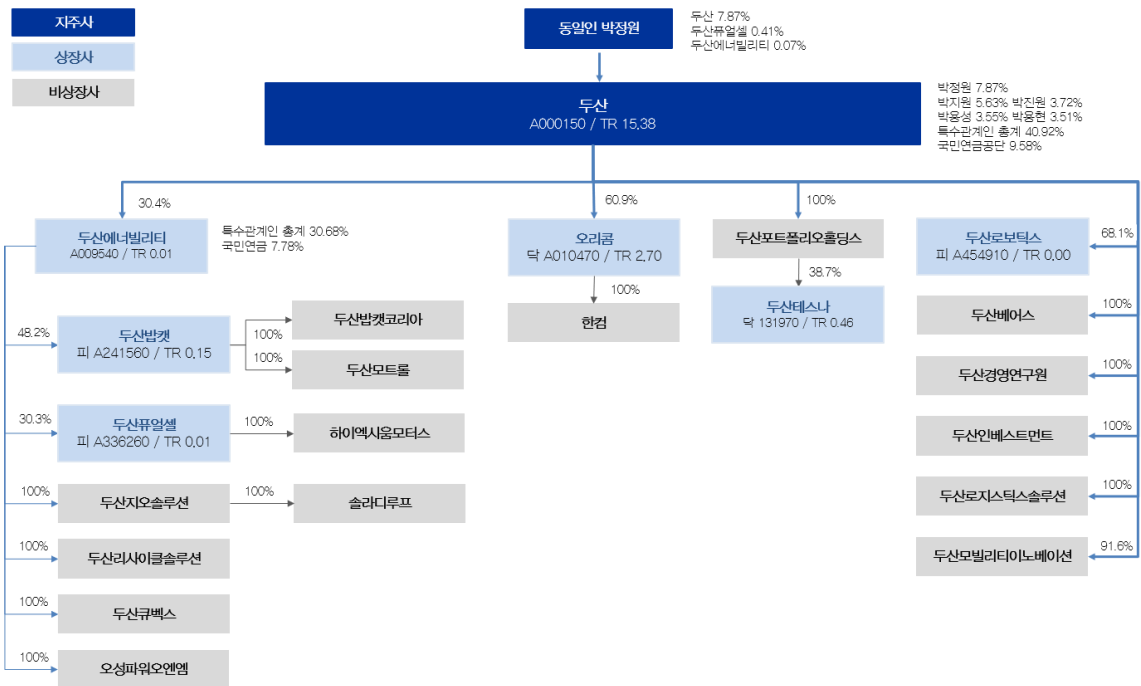 지주사
상장사
비상장사
동일인 박정원
두산 7.87%
두산퓨얼셀 0.41%
두산에너빌리티 0.07%
두산
A000150 / TR 15.38
박정원 7.87%
박지원 5.63% 박진원 3.72%
박용성 3.55% 박용현 3.51%
특수관계인 총계 40.92%
국민연금공단 9.58%
30.4%
60.9%
100%
두산에너빌리티
A009540 / TR 0.01
특수관계인 총계 30.68%
국민연금 7.78%
오리콤
닥 A010470 / TR 2.70
두산포트폴리오홀딩스
두산로보틱스
피 A454910 / TR 0.00
68.1%
100%
한컴
38.7%
두산테스나
닥 131970 / TR 0.46
100%
두산베어스
48.2%
두산밥캣
피 A241560 / TR 0.15
100%
두산밥캣코리아
100%
두산모트롤
100%
두산경영연구원
30.3%
두산퓨얼셀
피 A336260 / TR 0.01
100%
하이엑시움모터스
100%
두산인베스트먼트
100%
두산지오솔루션
100%
솔라디루프
100%
두산로지스틱스솔루션
100%
두산리사이클솔루션
91.6%
두산모빌리티이노베이션
100%
두산큐벡스
100%
오성파워오엔엠